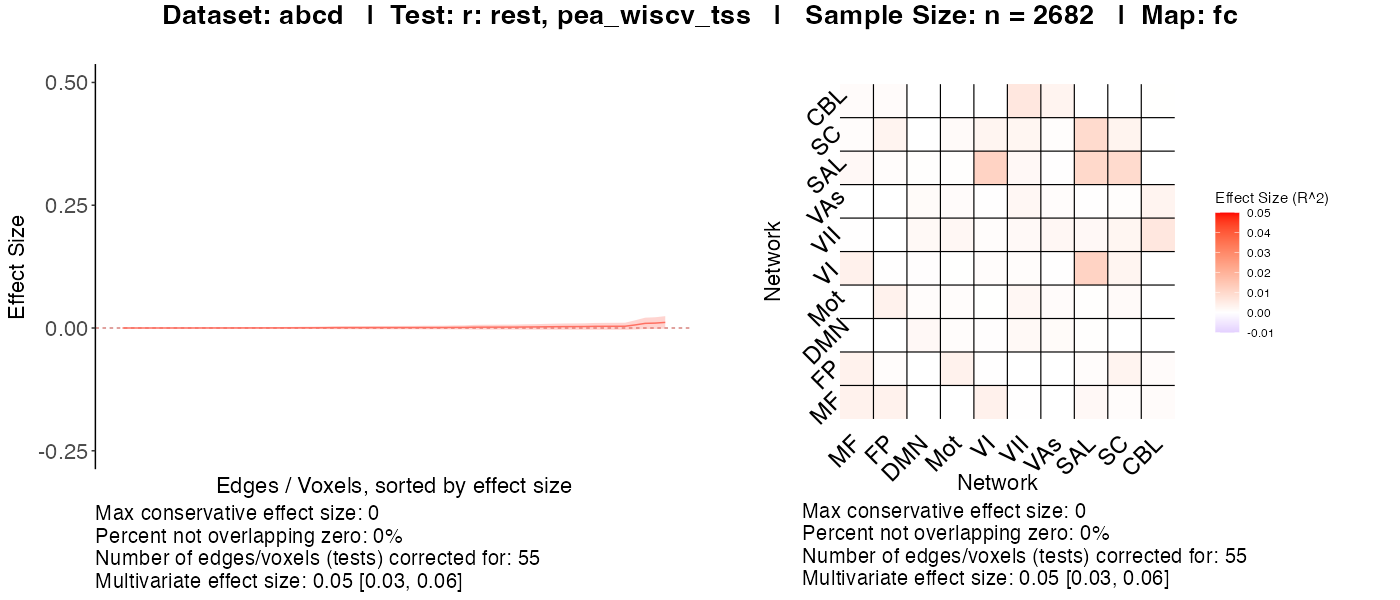 Dataset: abcd | Test: r: rest, pea_wiscv_tss | Sample Size: n = 2682 | Map: fc
0.50
0.25
0.00
-0.25
Effect Size
Edges / Voxels, sorted by effect size
Max conservative effect size: 0
Percent not overlapping zero: 0%
Number of edges/voxels (tests) corrected for: 55
Multivariate effect size: 0.05 [0.03, 0.06]
Network
CBL
SC
SAL
VAs
VII
VI
Mot
DMN
FP
MF
MF
FP
DMN
Mot
VI
VII
VAs
SAL
SC
CBL
Network
Effect Size (R^2)
0.05
0.04
0.03
0.02
0.01
0.00
-0.01
Max conservative effect size: 0
Percent not overlapping zero: 0%
Number of edges/voxels (tests) corrected for: 55
Multivariate effect size: 0.05 [0.03, 0.06]